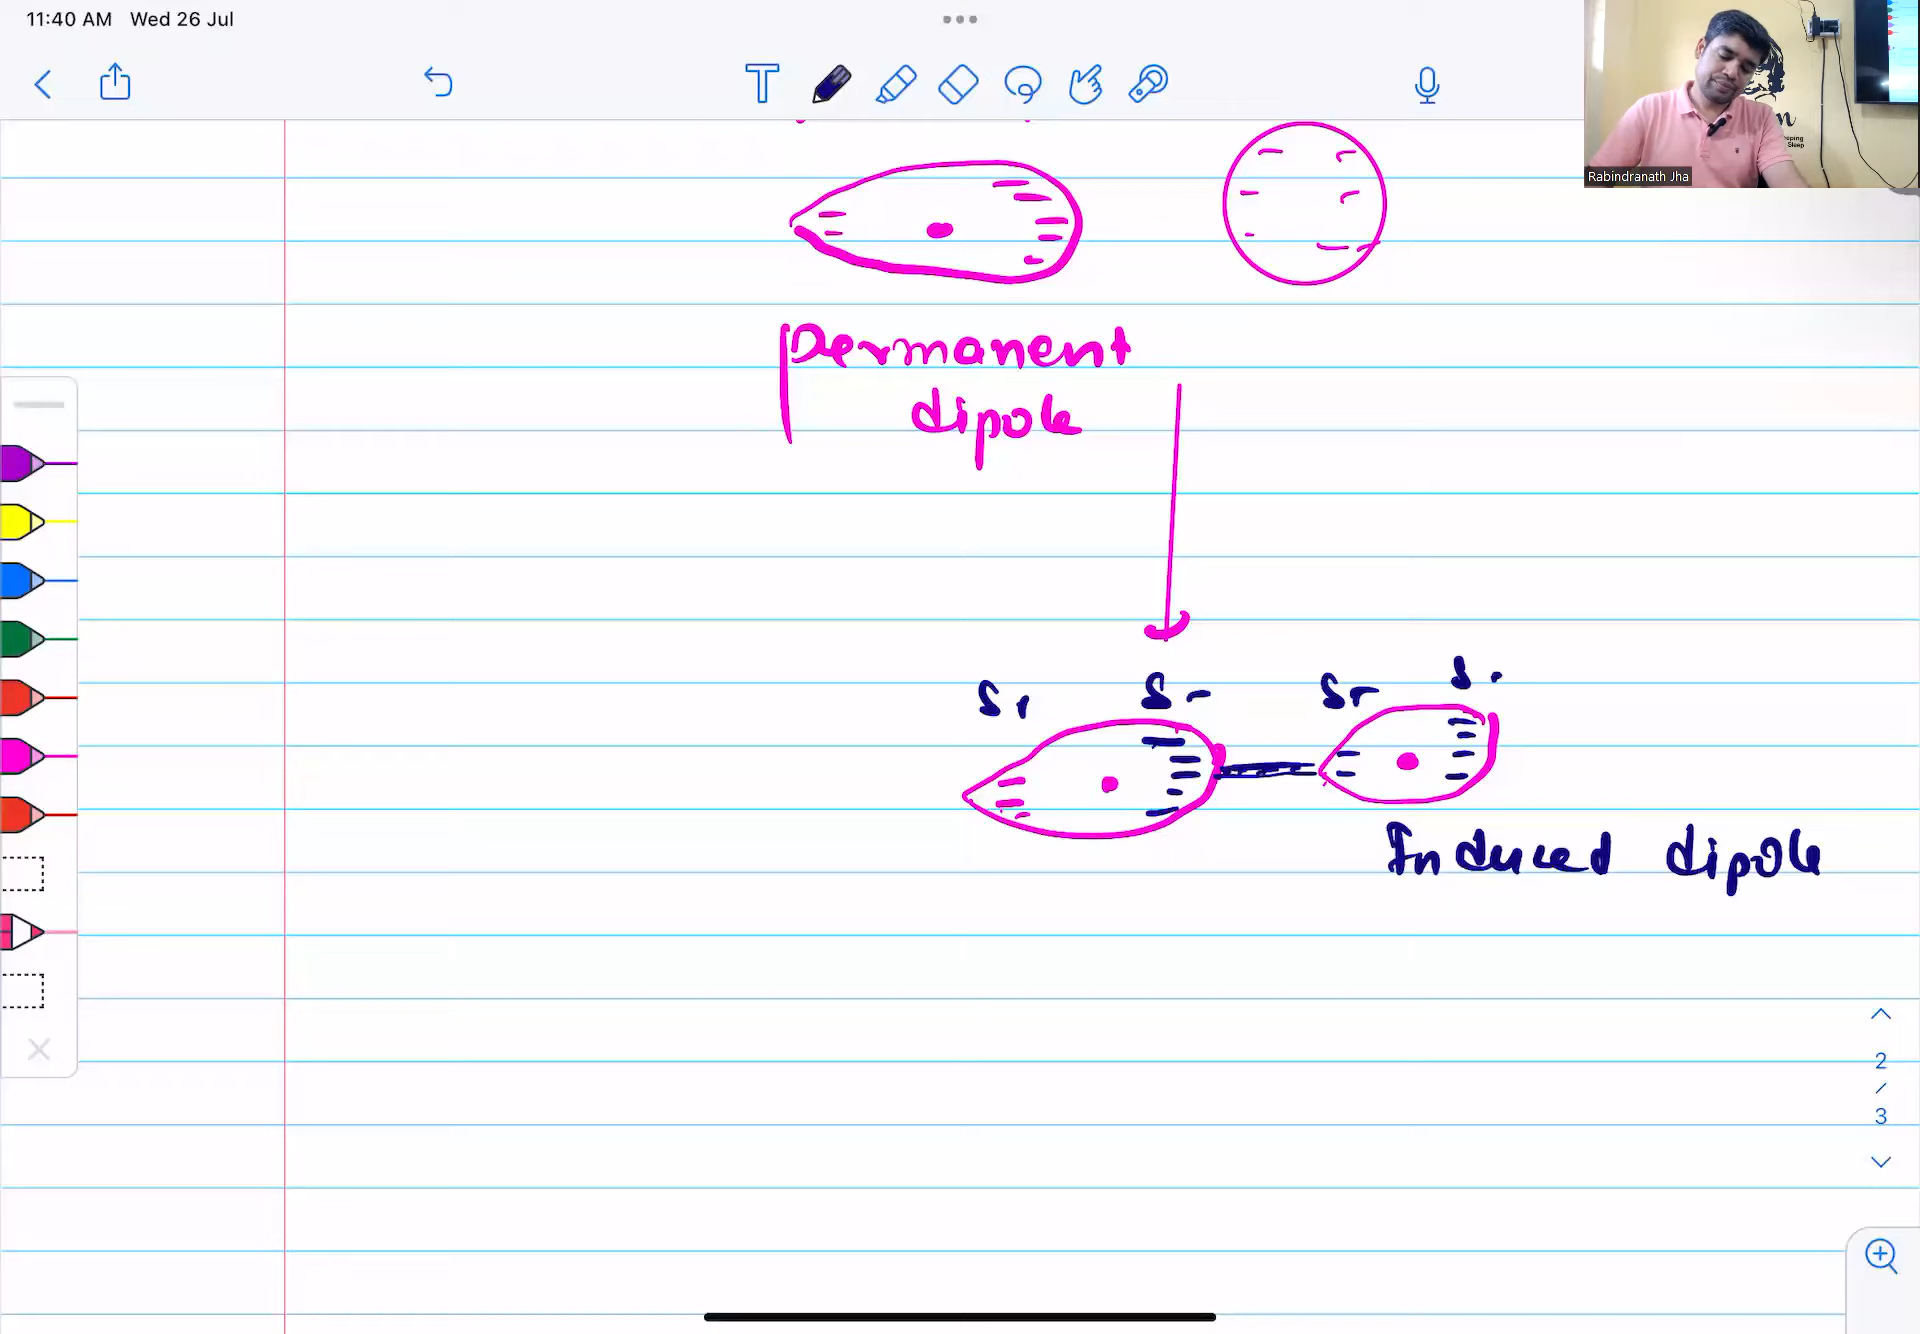 11:40 AM Wed 26 Jul
T
Rabindranath Jha
Permanent
dipole
δ+ δ- δ+ δ-
Induced dipole
2
/
3